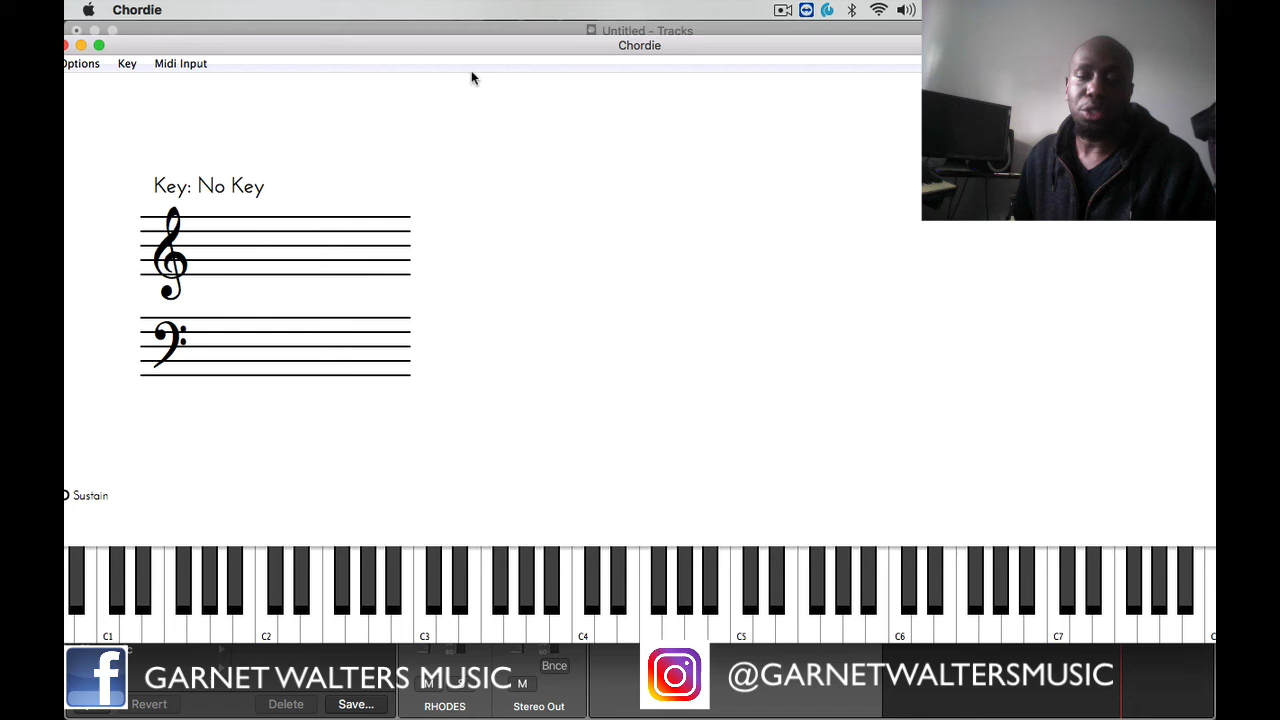 Chordie
Untitled - Tracks
Chordie
Options Key Midi Input
Key: No Key
Sustain
C1 C2 C3 C4 C5 C6 C7
Bnce
M M
GARNET WALTERS MUSIC
@GARNETWALTERSMUSIC
Revert Delete Save... RHODES Stereo Out